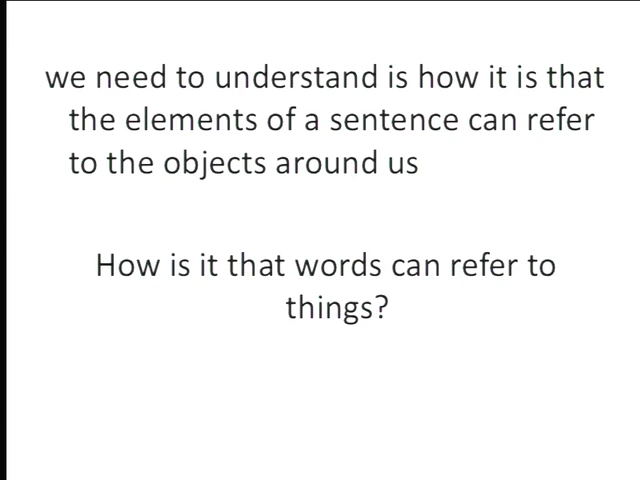 we need to understand is how it is that
the elements of a sentence can refer
to the objects around us
How is it that words can refer to
things?